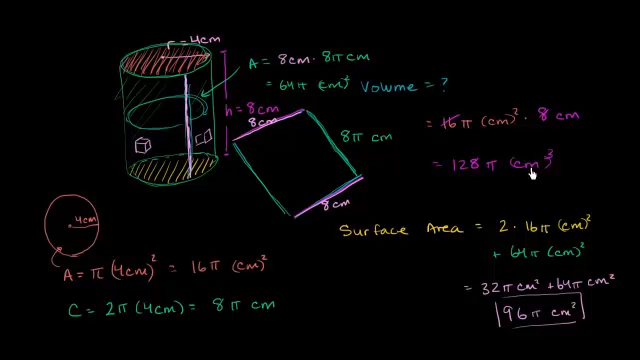 r=4cm
A = 8cm · 8π cm
= 64π (cm)²
Volume = ?
h = 8cm
8cm
8π cm
8cm
= 16π (cm)² · 8 cm
= 128 π (cm)³
4cm
A = π(4cm)² = 16π (cm)²
C = 2π(4cm) = 8π cm
Surface Area = 2 · 16π(cm)²
+ 64π(cm)²
= 32π cm² + 64π cm²
96π cm²